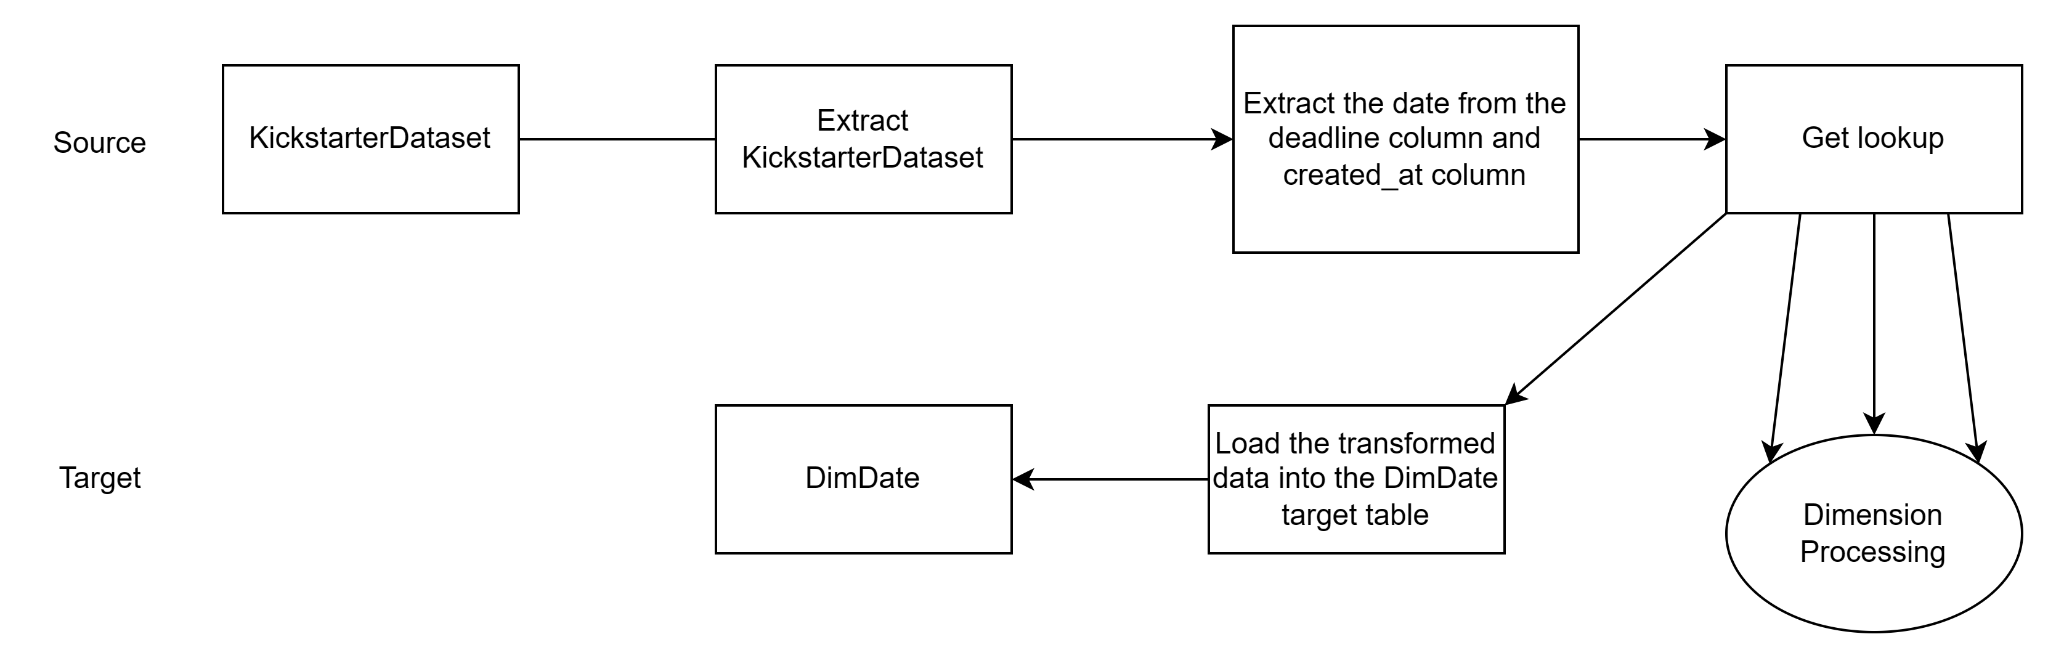 Source
KickstarterDataset
Extract
KickstarterDataset
Extract the date from the
deadline column and
created_at column
Get lookup
Target
DimDate
Load the transformed
data into the DimDate
target table
Dimension
Processing